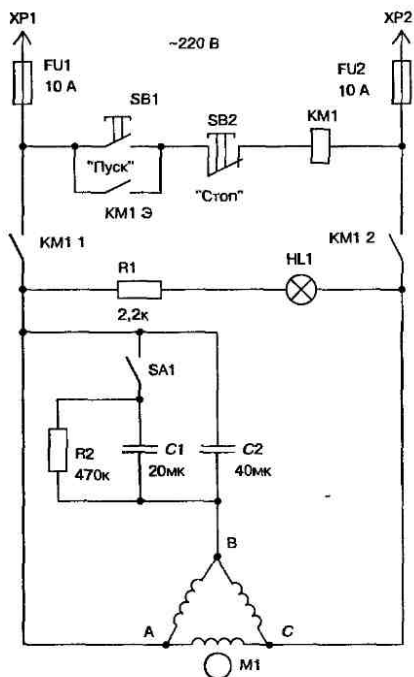 XP1
XP2
~220 В
FU1
10 А
FU2
10 А
SB1
SB2
КМ1
"Пуск"
"Стоп"
КМ1 Э
КМ1 1
КМ1 2
R1
HL1
2,2к
SA1
R2
470к
C1
20мк
C2
40мк
B
A
C
M1